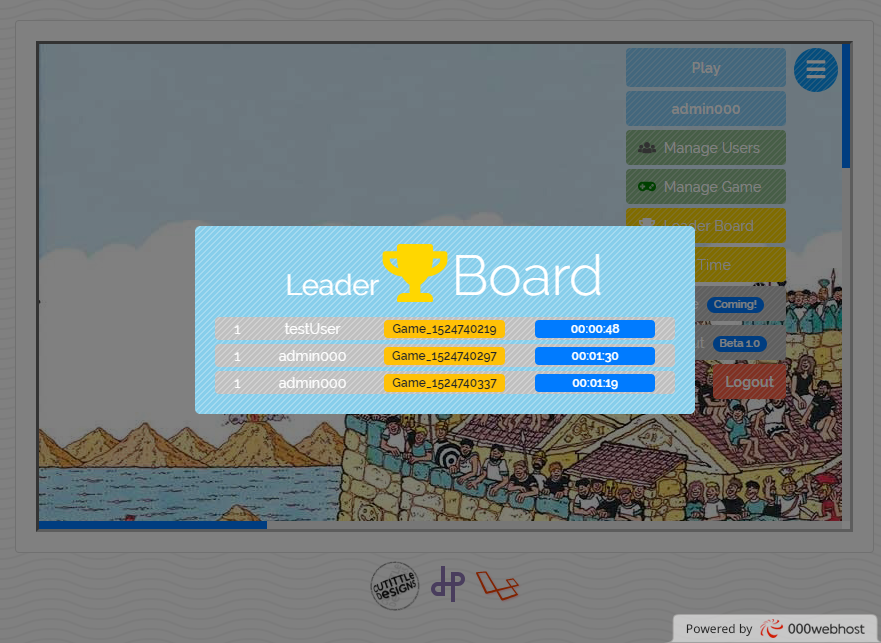 Play
admin000
Manage Users
Manage Game
Leader Board
Time
Coming!
Beta 1.0
Logout
Leader Board
1 testUser Game_1524740219 00:00:48
1 admin000 Game_1524740297 00:01:30
1 admin000 Game_1524740337 00:01:19
CUTITTLE
DESIGNS
Powered by 000webhost